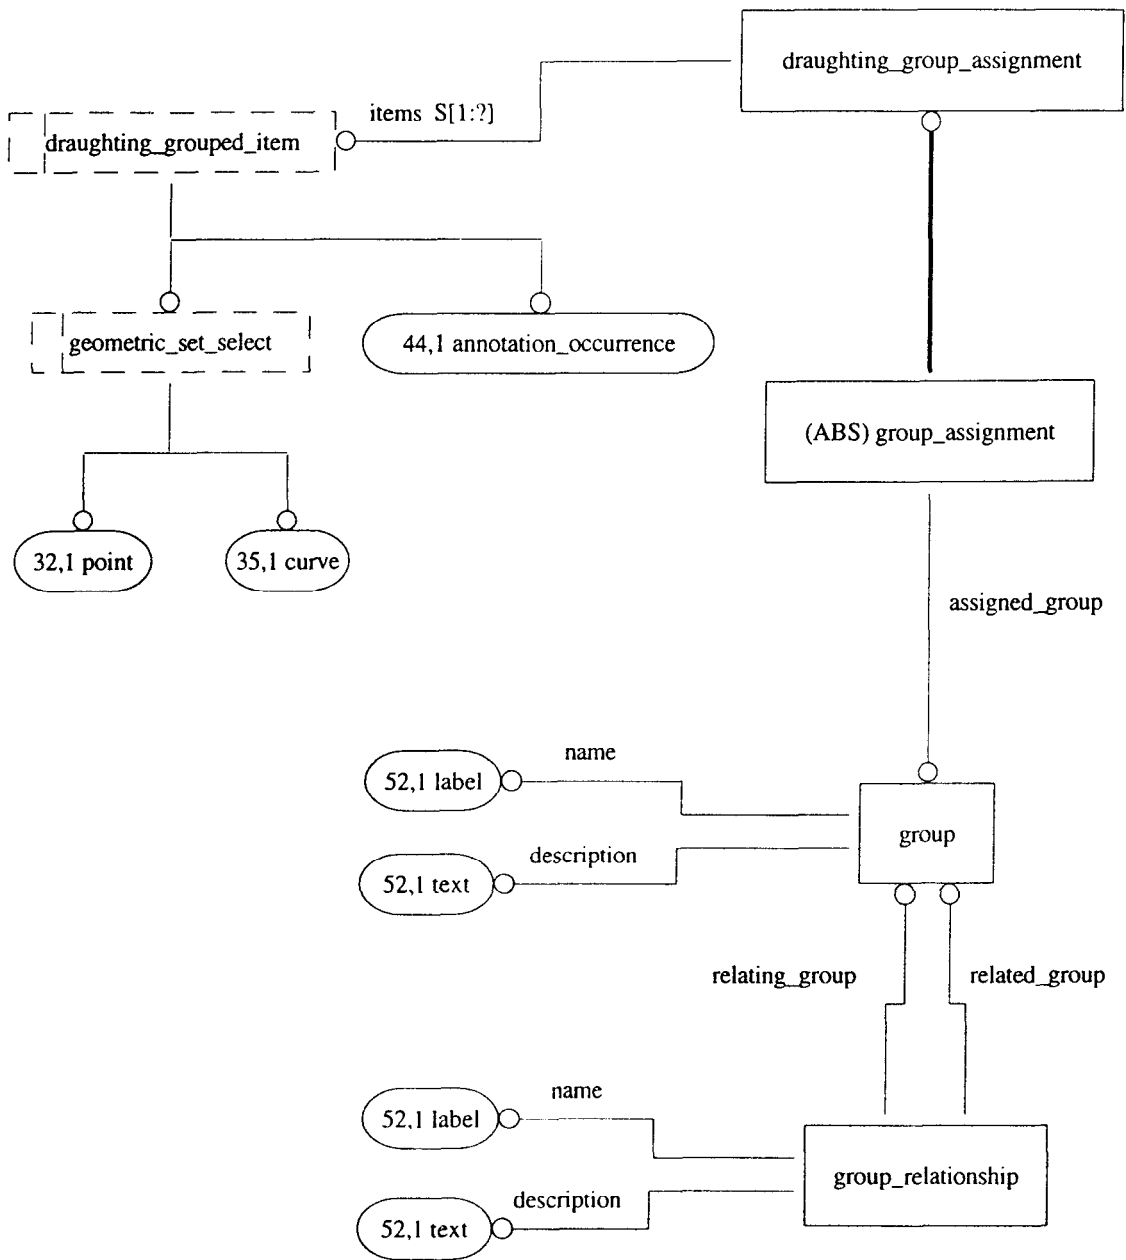 draughting_group_assignment
items S[1:?]
draughting_grouped_item
geometric_set_select
44,1 annotation_occurrence
(ABS) group_assignment
32,1 point
35,1 curve
assigned_group
name
52,1 label
group
description
52,1 text
relating_group
related_group
name
52,1 label
group_relationship
description
52,1 text